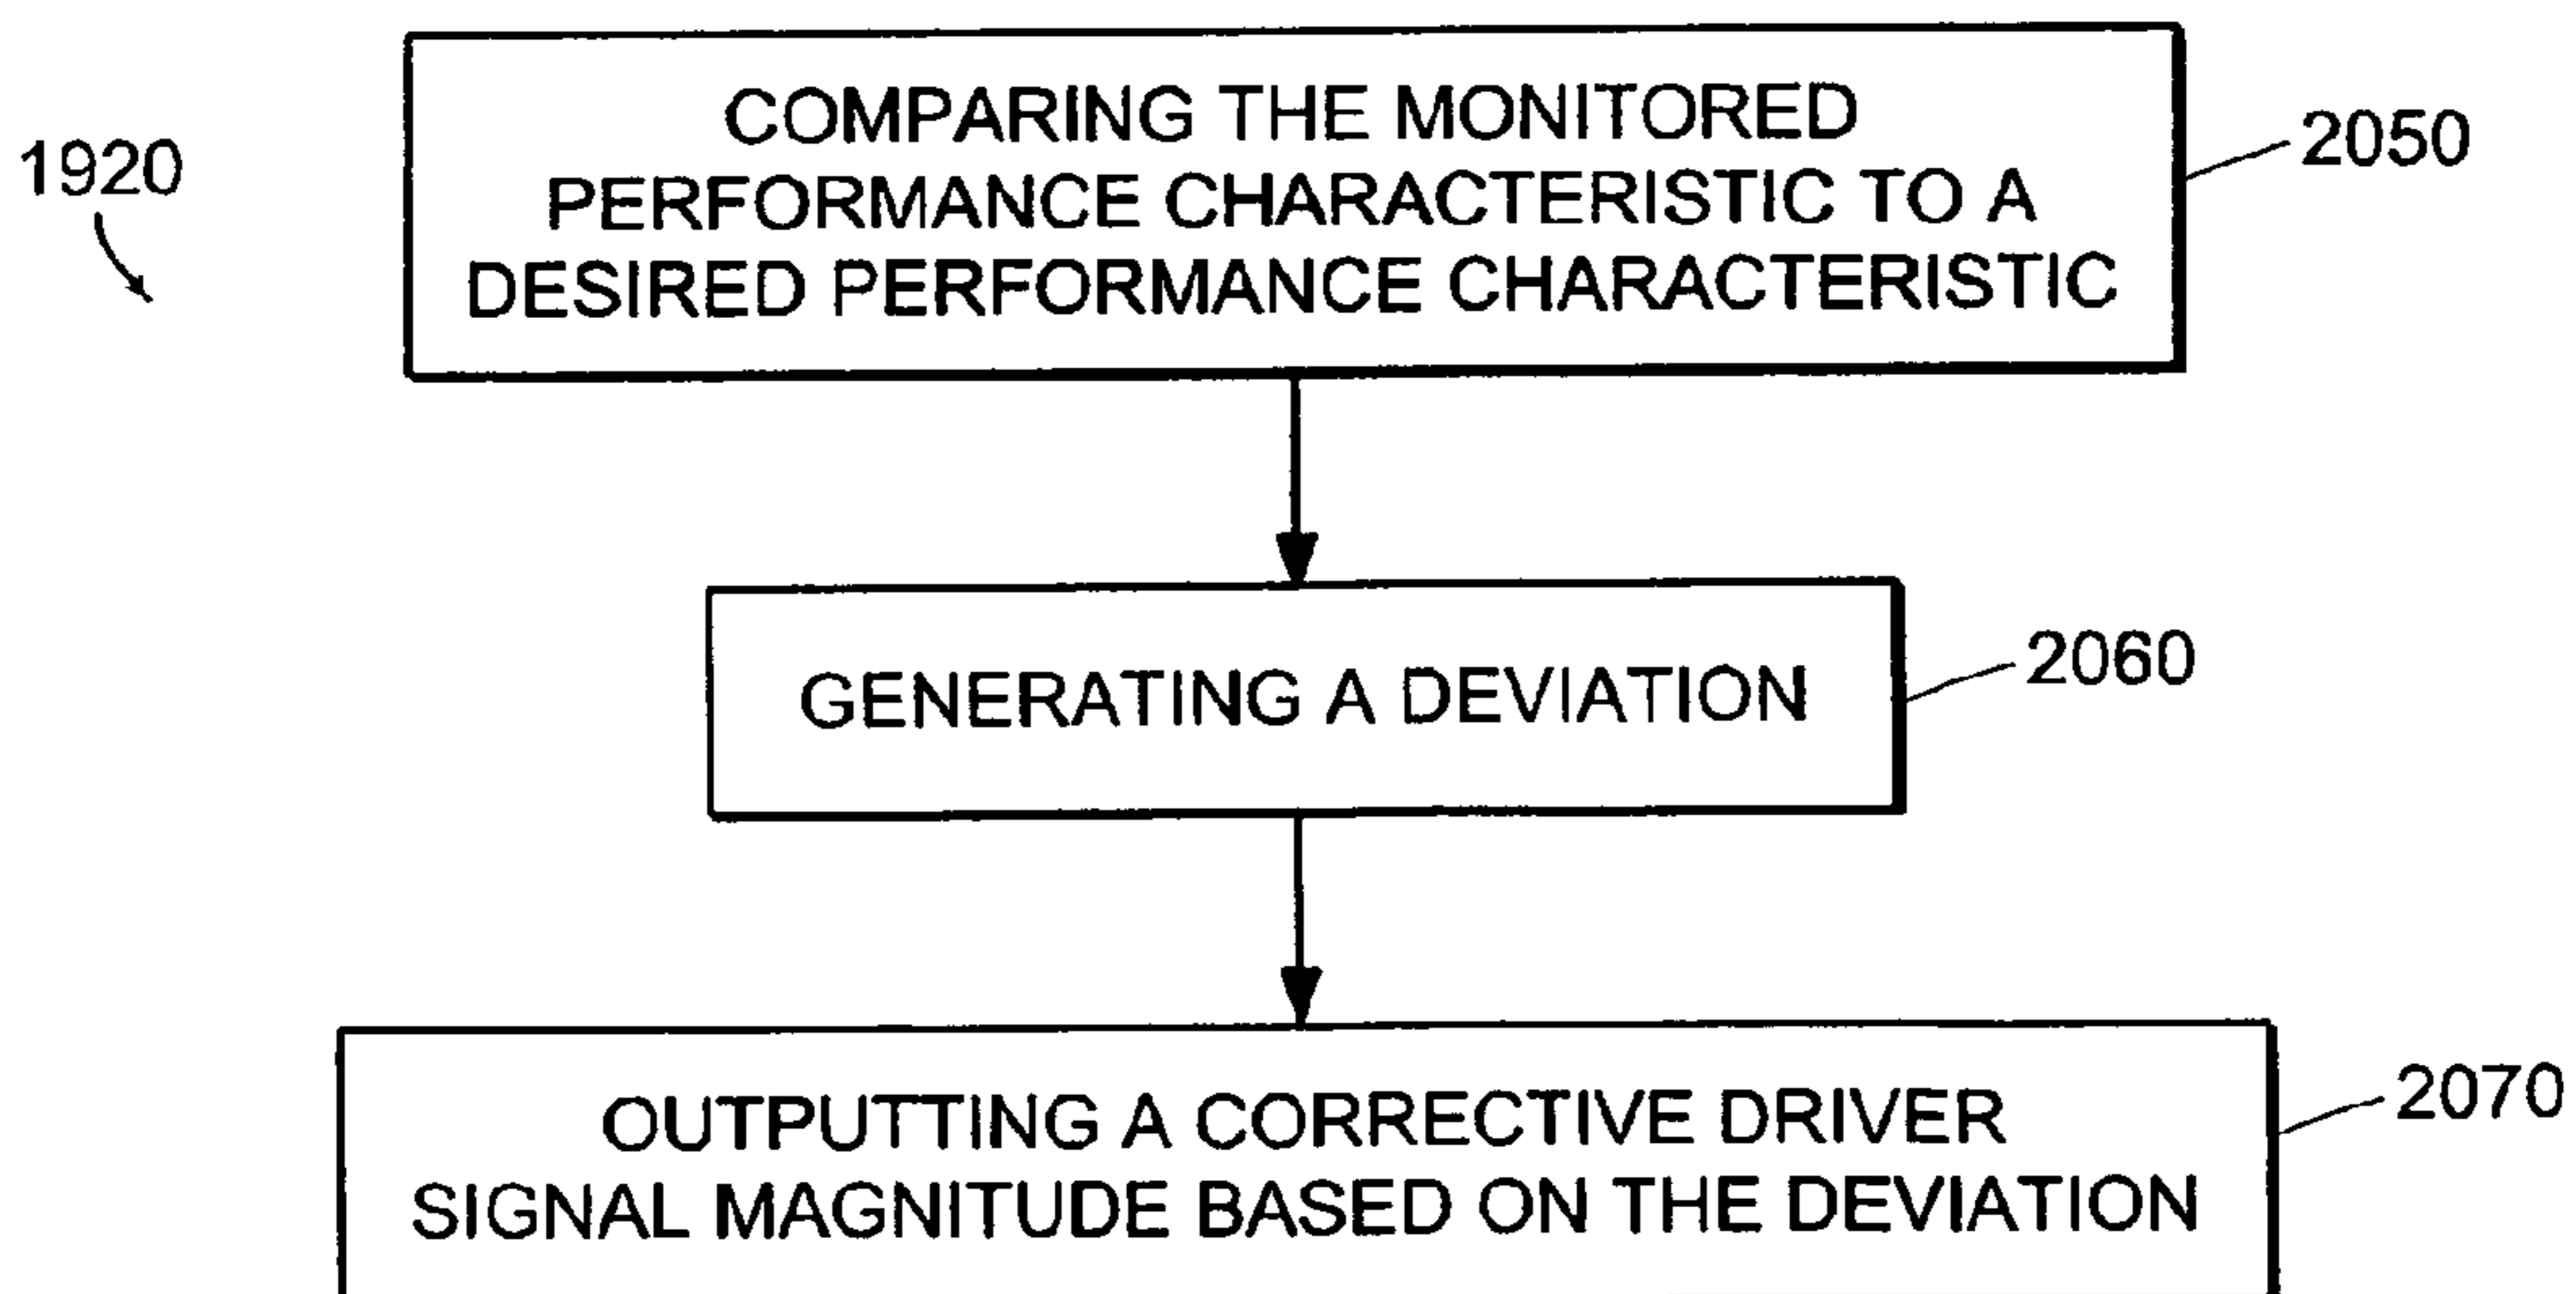 1920
COMPARING THE MONITORED
PERFORMANCE CHARACTERISTIC TO A
DESIRED PERFORMANCE CHARACTERISTIC
2050
GENERATING A DEVIATION
2060
OUTPUTTING A CORRECTIVE DRIVER
SIGNAL MAGNITUDE BASED ON THE DEVIATION
2070